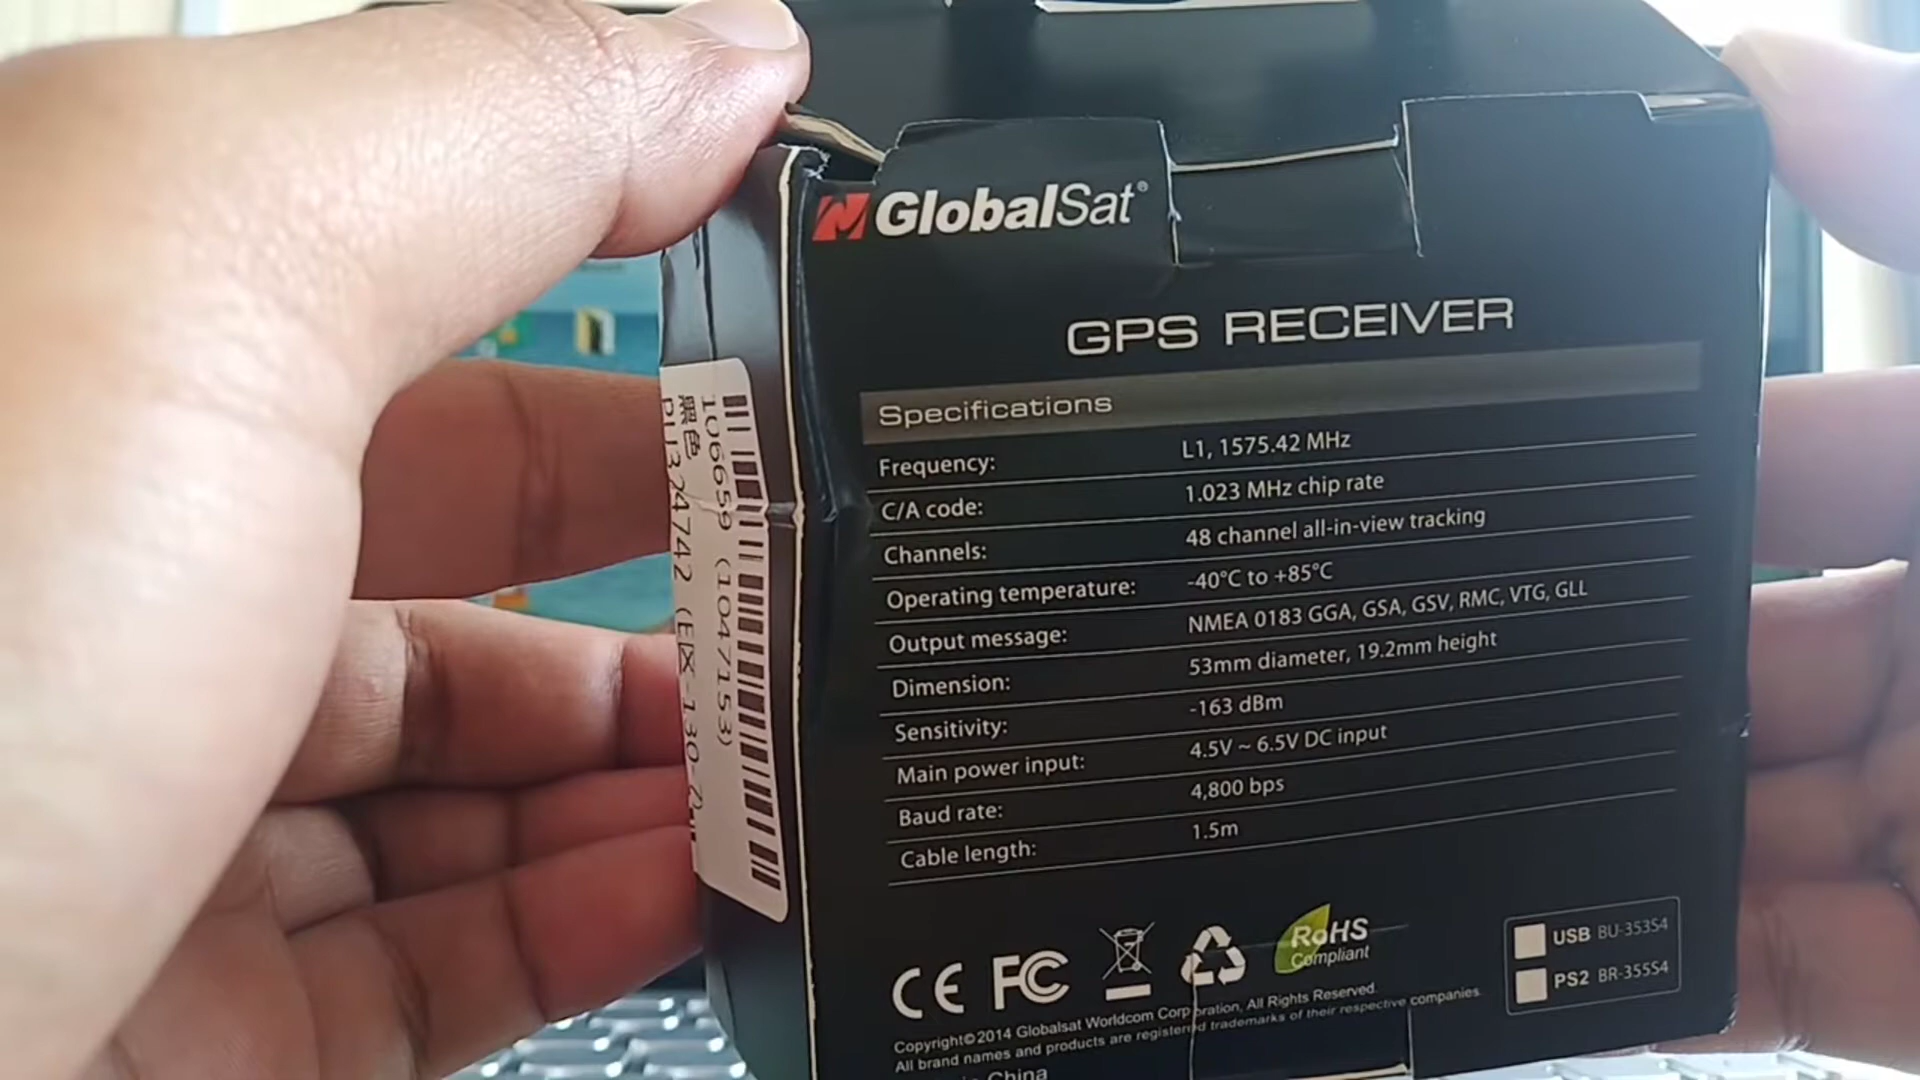 GlobalSat®
GPS RECEIVER
Specifications
Frequency: L1, 1575.42 MHz
C/A code: 1.023 MHz chip rate
Channels: 48 channel all-in-view tracking
Operating temperature: -40°C to +85°C
Output message: NMEA 0183 GGA, GSA, GSV, RMC, VTG, GLL
Dimension: 53mm diameter, 19.2mm height
Sensitivity: -163 dBm
Main power input: 4.5V ~ 6.5V DC input
Baud rate: 4,800 bps
Cable length: 1.5m
CE FC
RoHS
Compliant
USB BU-353S4
PS2 BR-355S4
Copyright©2014 Globalsat Worldcom Corporation, All Rights Reserved.
All brand names and products are registered trademarks of their respective companies.
China
106659 (1047153)
黑色
(E区-130-